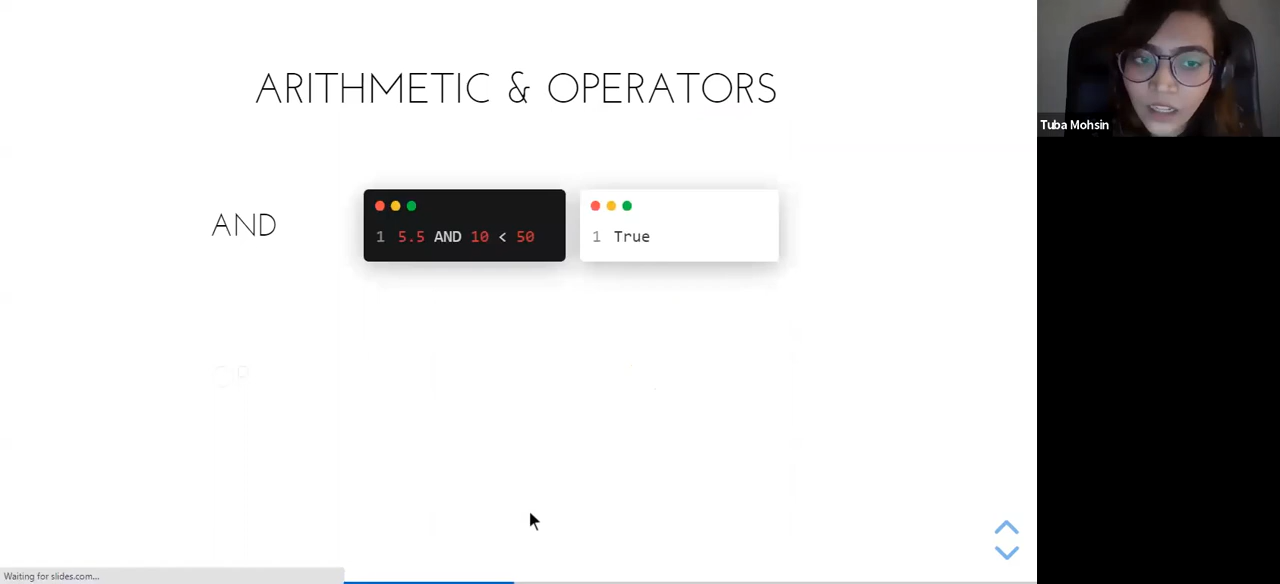 ARITHMETIC & OPERATORS
Tuba Mohsin
AND
1 5.5 AND 10 < 50
1 True
Waiting for slides.com...